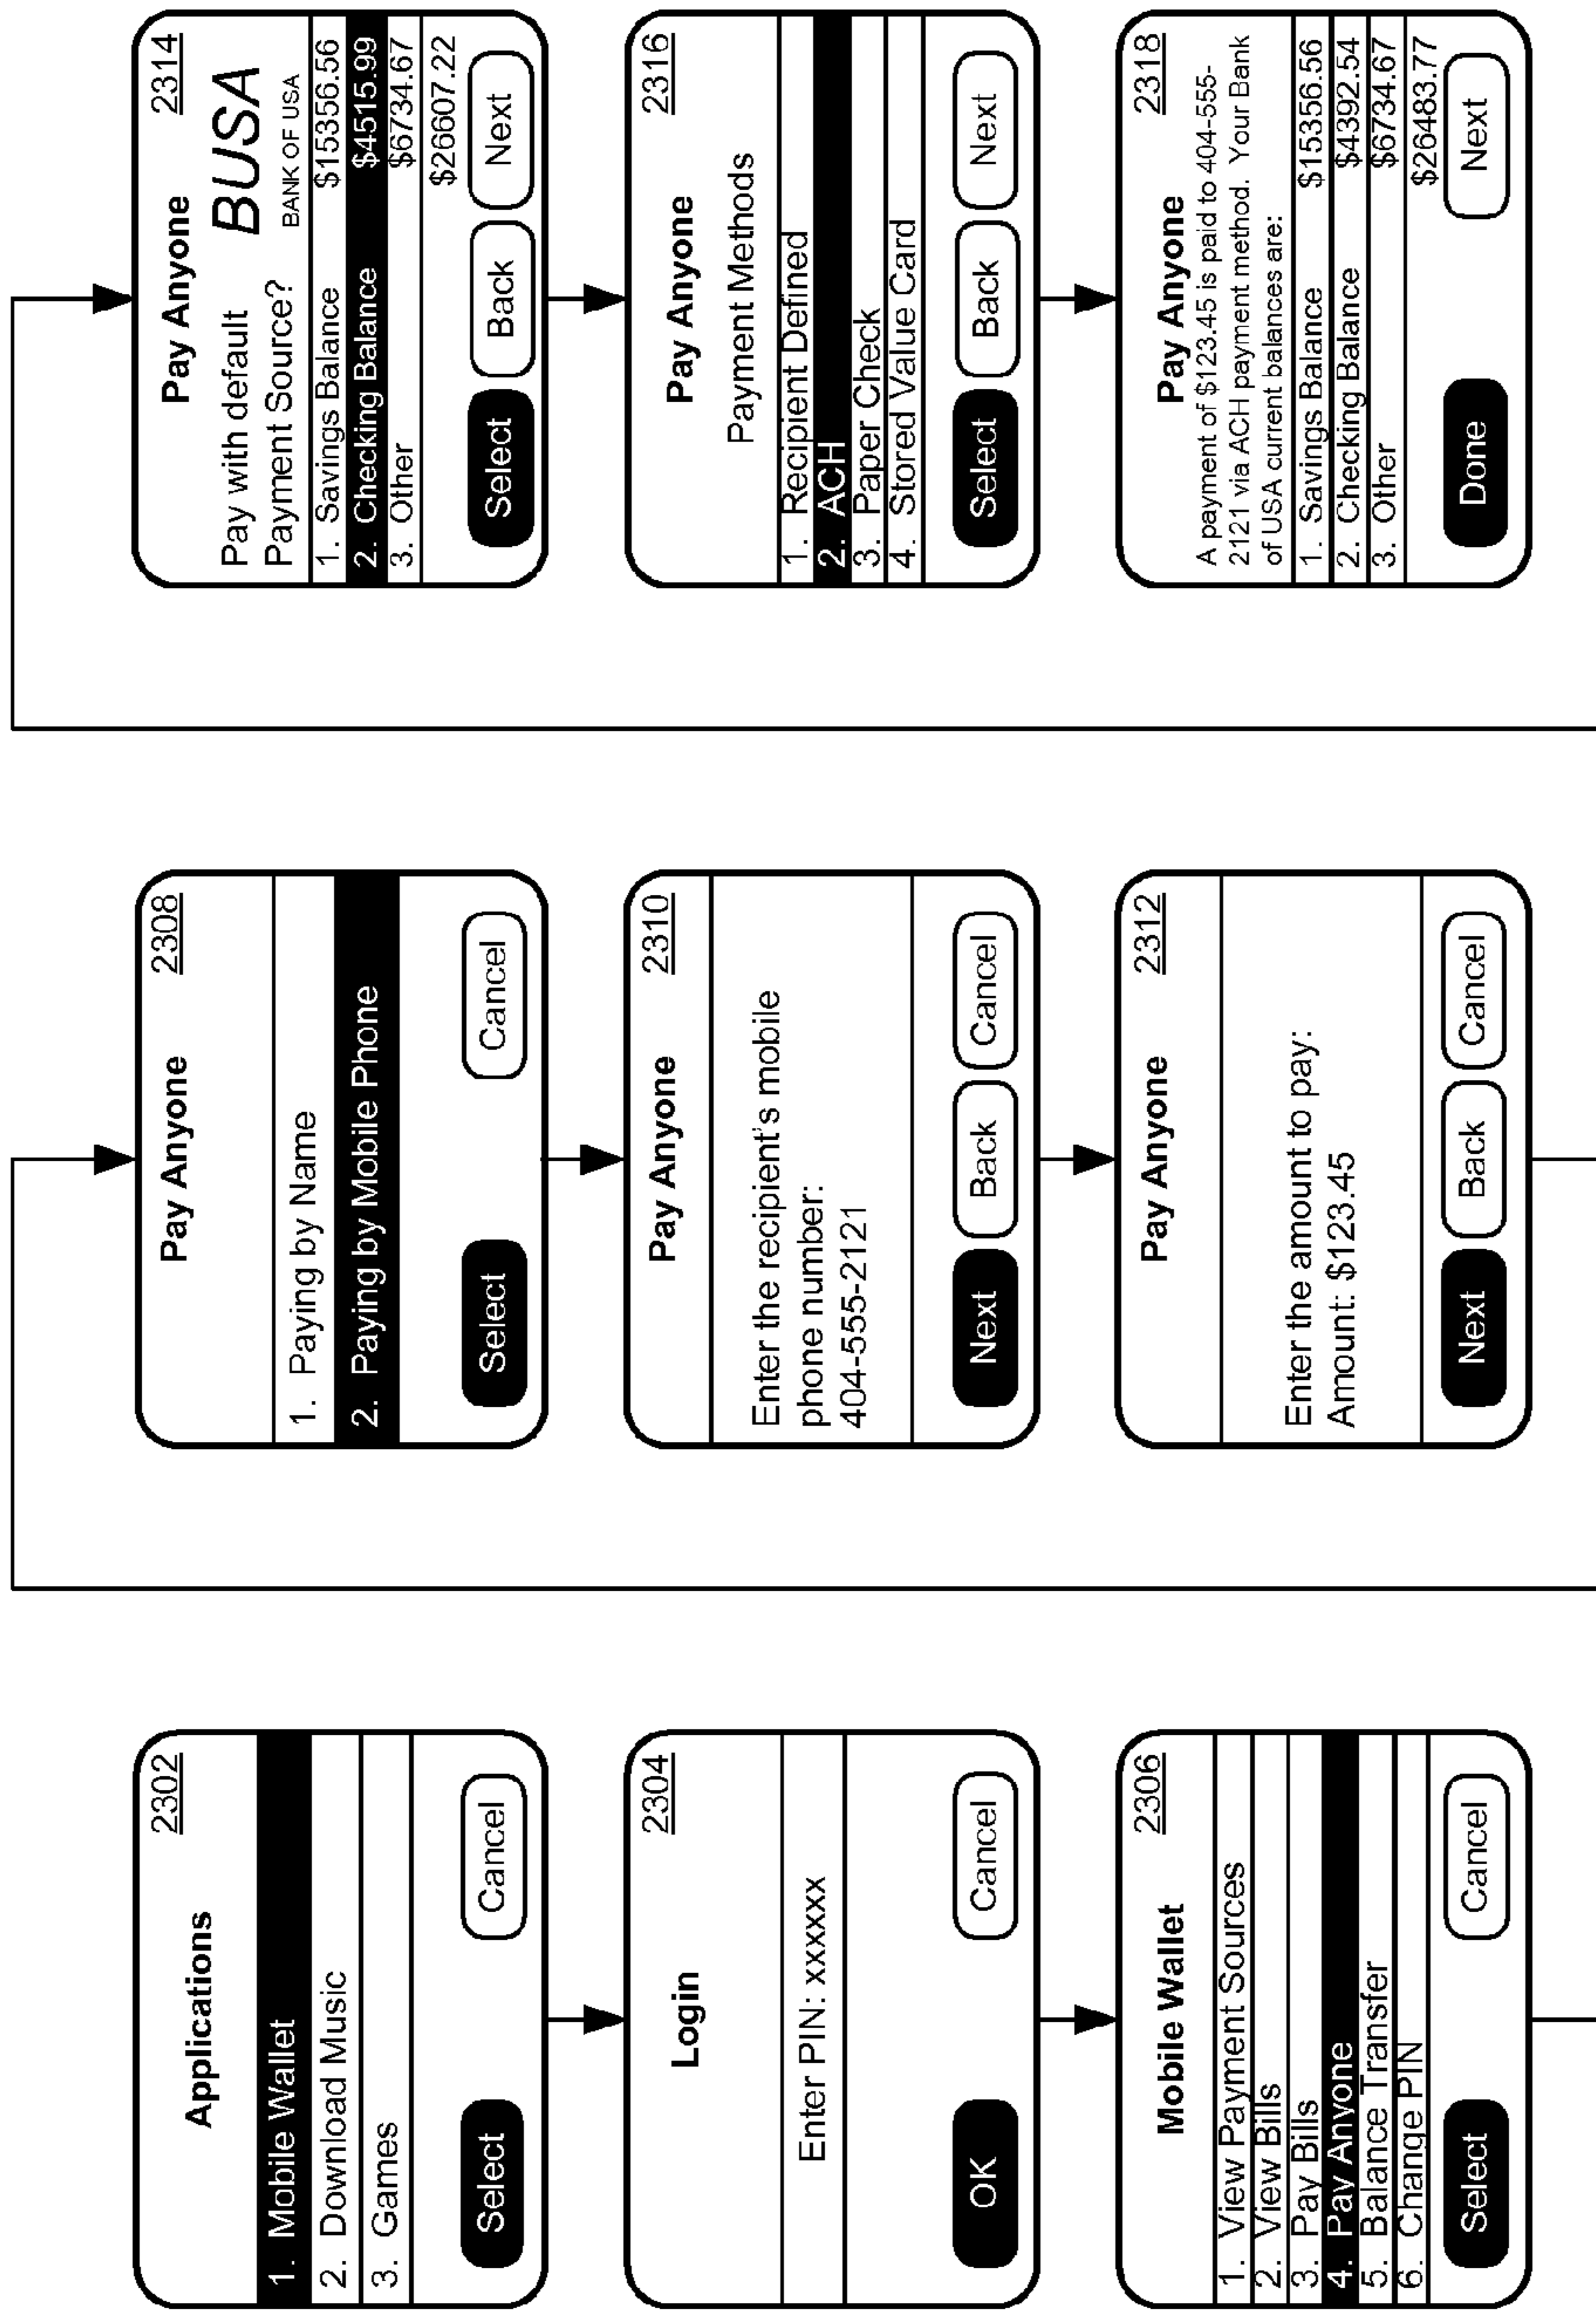 2302
Applications
1. Mobile Wallet
2. Download Music
3. Games
Select
Cancel
2304
Login
Enter PIN: xxxxxx
OK
Cancel
2306
Mobile Wallet
1. View Payment Sources
2. View Bills
3. Pay Bills
4. Pay Anyone
5. Balance Transfer
6. Change PIN
Select
Cancel
2308
Pay Anyone
1. Paying by Name
2. Paying by Mobile Phone
Select
Cancel
2310
Pay Anyone
Enter the recipient's mobile
phone number:
404-555-2121
Next
Back
Cancel
2312
Pay Anyone
Enter the amount to pay:
Amount: $123.45
Next
Back
Cancel
2314
Pay Anyone
Pay with default
Payment Source?
BUSA
BANK OF USA
1. Savings Balance $15356.56
2. Checking Balance $4515.99
3. Other $6734.67
$26607.22
Select
Back
Next
2316
Pay Anyone
Payment Methods
1. Recipient Defined
2. ACH
3. Paper Check
4. Stored Value Card
Select
Back
Next
2318
Pay Anyone
A payment of $123.45 is paid to 404-555-
2121 via ACH payment method. Your Bank
of USA current balances are:
1. Savings Balance $15356.56
2. Checking Balance $4392.54
3. Other $6734.67
$26483.77
Done
Next